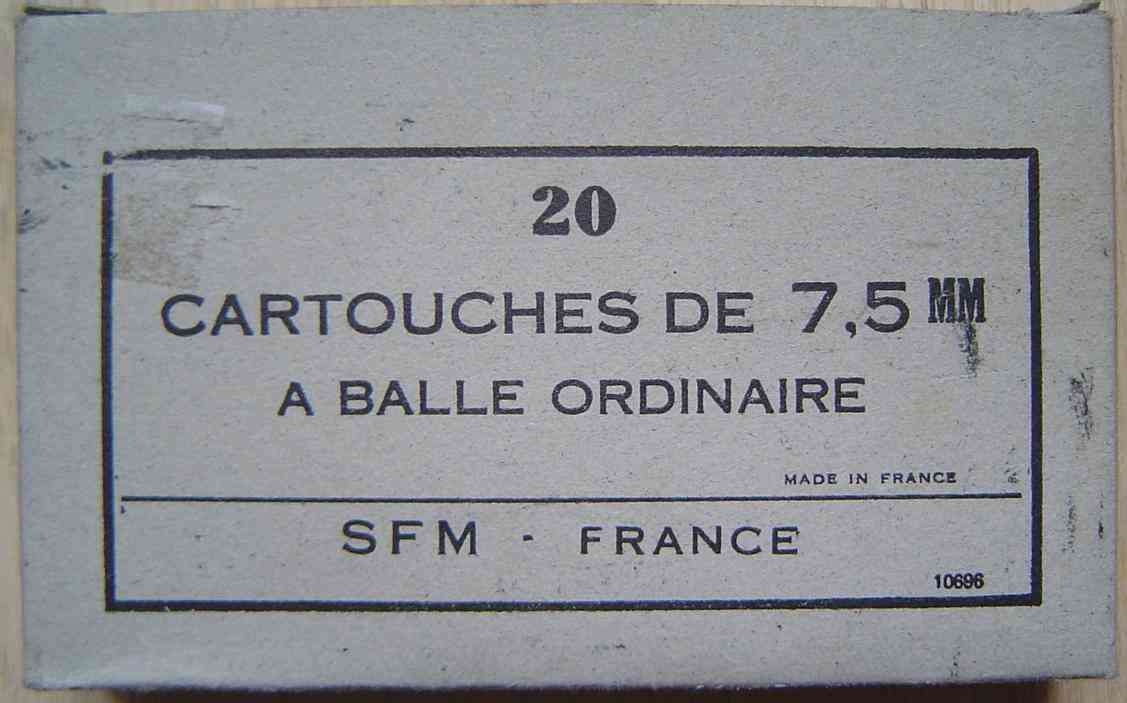 20
CARTOUCHES DE 7,5 MM
A BALLE ORDINAIRE
MADE IN FRANCE
SFM - FRANCE
10696